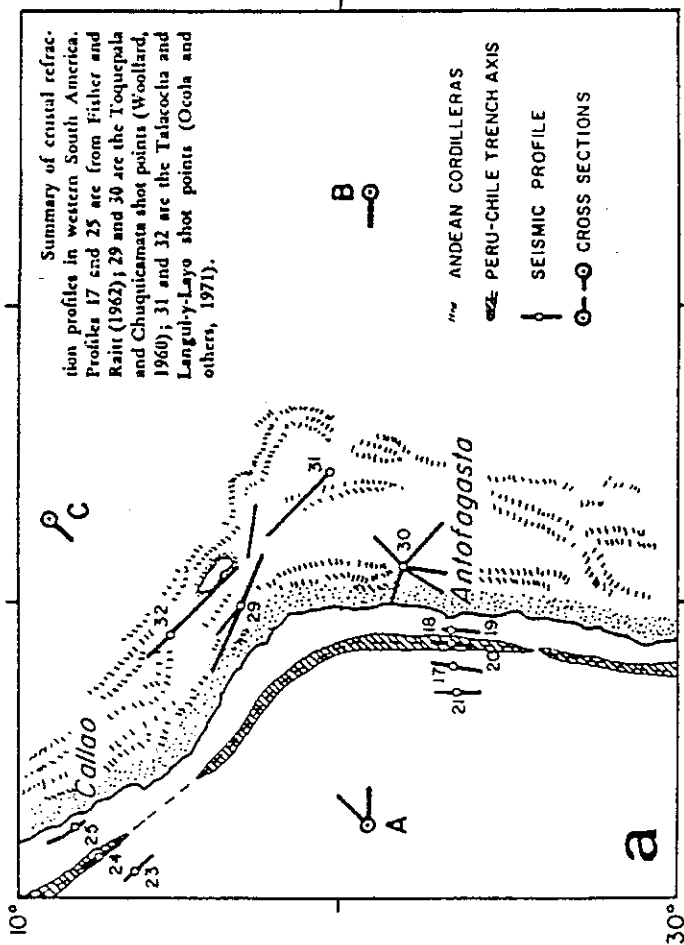 Summary of crustal refrac-
tion profiles in western South America.
Profiles 17 and 25 are from Fisher and
Raitt (1962); 29 and 30 are the Toquepala
and Chuquicamata shot points (Woollard,
1960); 31 and 32 are the Talacocha and
Langui-y-Layo shot points (Ocola and
others, 1971).
10°
C
B
Callao
32
31
25
24
23
29
30
Antofagasta
18
17
19
20
21
A
ANDEAN CORDILLERAS
PERU-CHILE TRENCH AXIS
SEISMIC PROFILE
CROSS SECTIONS
a
30°